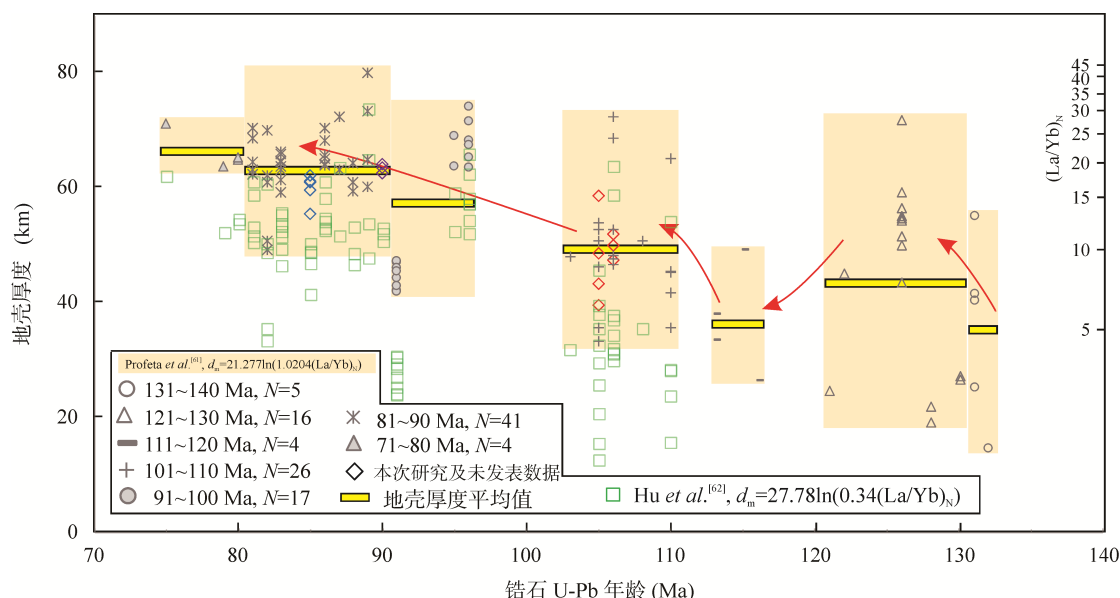 80
60
40
20
0
地壳厚度 (km)
45
40
35
30
25
20
15
10
5
(La/Yb)N
Profeta et al.[61], dm=21.277ln(1.0204(La/Yb)N)
131~140 Ma, N=5
121~130 Ma, N=16
111~120 Ma, N=4
101~110 Ma, N=26
91~100 Ma, N=17
81~90 Ma, N=41
71~80 Ma, N=4
本次研究及未发表数据
地壳厚度平均值
Hu et al.[62], dm=27.78ln(0.34(La/Yb)N)
70 80 90 100 110 120 130 140
锆石 U-Pb 年龄 (Ma)